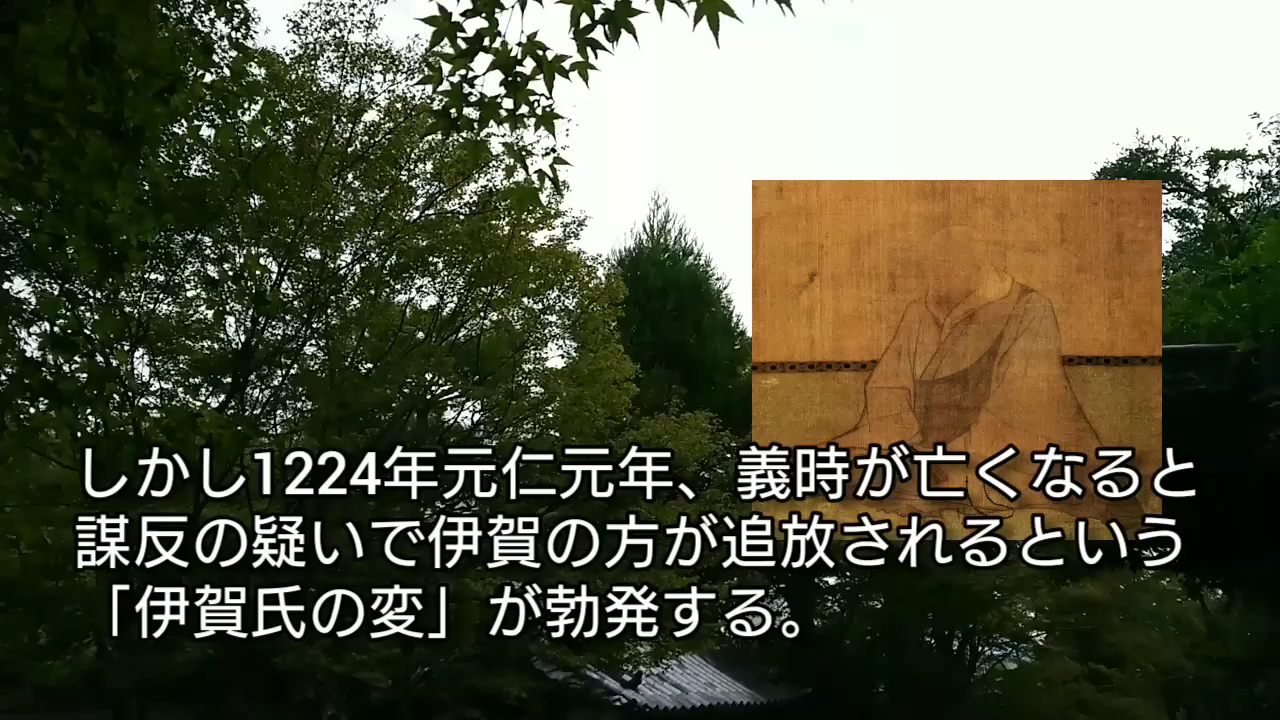 しかし1224年元仁元年、義時が亡くなると
謀反の疑いで伊賀の方が追放されるという
「伊賀氏の変」が勃発する。